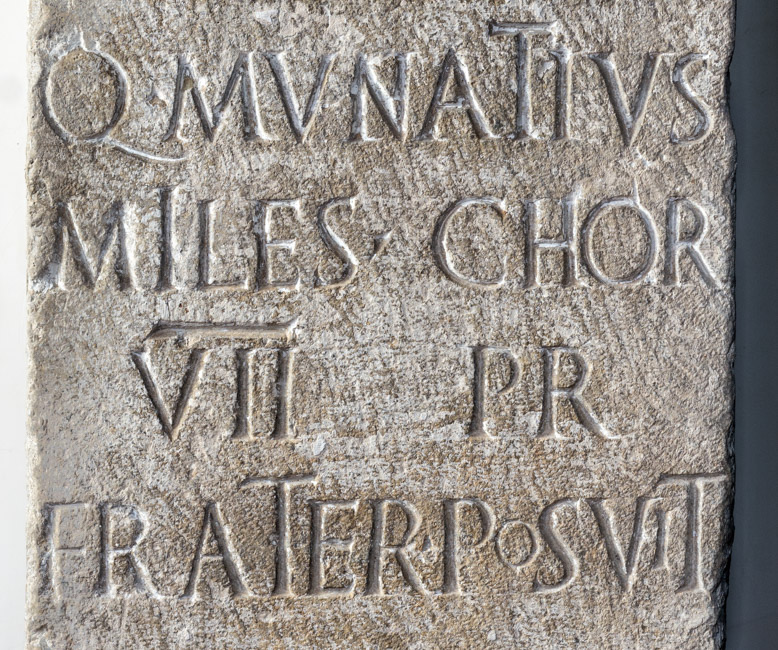 Q·MVNATIVS
MILES· CHOR
VII PR
FRATER·POSVIT